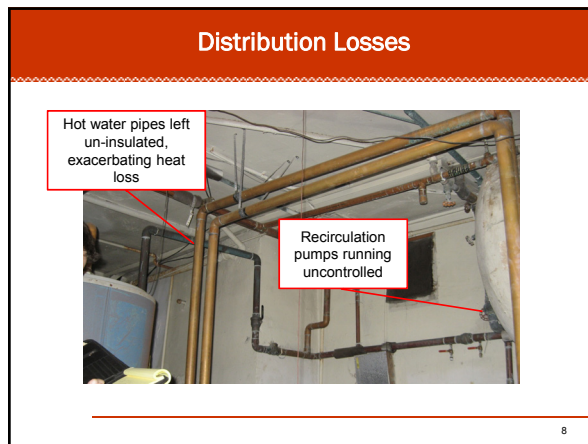 Distribution Losses
Hot water pipes left
un-insulated,
exacerbating heat
loss
Recirculation
pumps running
uncontrolled
8